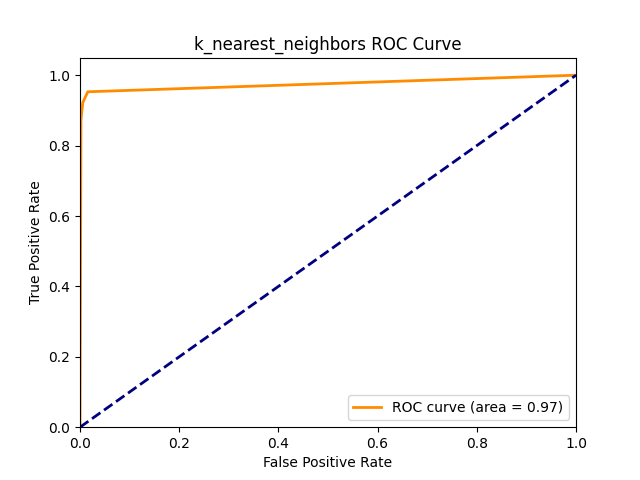 k_nearest_neighbors ROC Curve
1.0
0.8
0.6
0.4
0.2
0.0
True Positive Rate
ROC curve (area = 0.97)
0.0 0.2 0.4 0.6 0.8 1.0
False Positive Rate